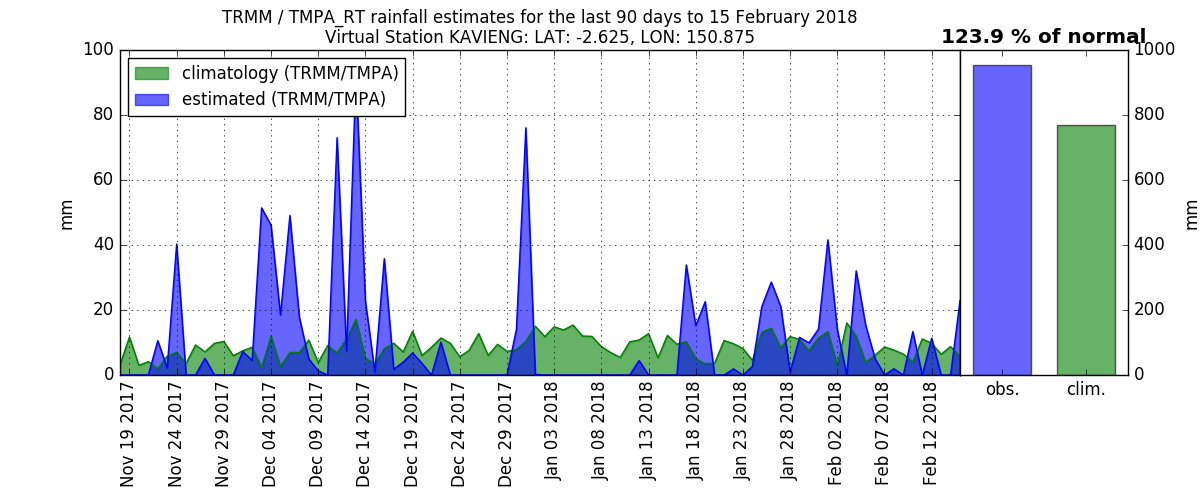 TRMM / TMPA_RT rainfall estimates for the last 90 days to 15 February 2018
Virtual Station KAVIENG: LAT: -2.625, LON: 150.875
123.9 % of normal
climatology (TRMM/TMPA)
estimated (TRMM/TMPA)
100
80
60
40
20
0
mm
1000
800
600
400
200
0
mm
Nov 19 2017
Nov 24 2017
Nov 29 2017
Dec 04 2017
Dec 09 2017
Dec 14 2017
Dec 19 2017
Dec 24 2017
Dec 29 2017
Jan 03 2018
Jan 08 2018
Jan 13 2018
Jan 18 2018
Jan 23 2018
Jan 28 2018
Feb 02 2018
Feb 07 2018
Feb 12 2018
obs.
clim.